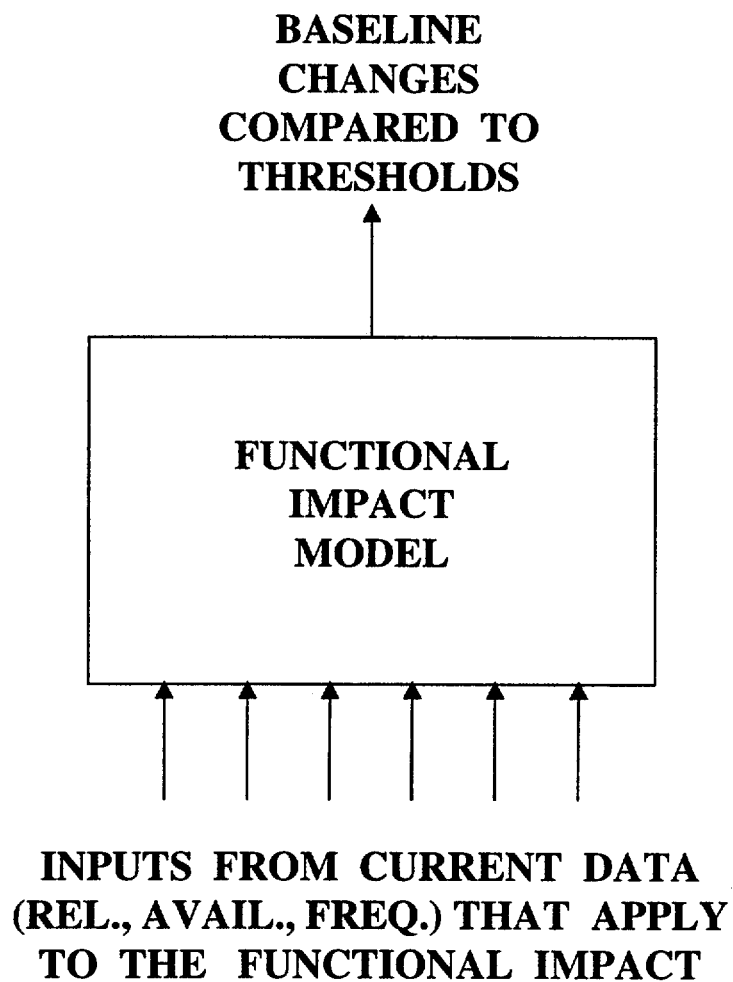 BASELINE
CHANGES
COMPARED TO
THRESHOLDS
FUNCTIONAL
IMPACT
MODEL
INPUTS FROM CURRENT DATA
(REL., AVAIL., FREQ.) THAT APPLY
TO THE FUNCTIONAL IMPACT